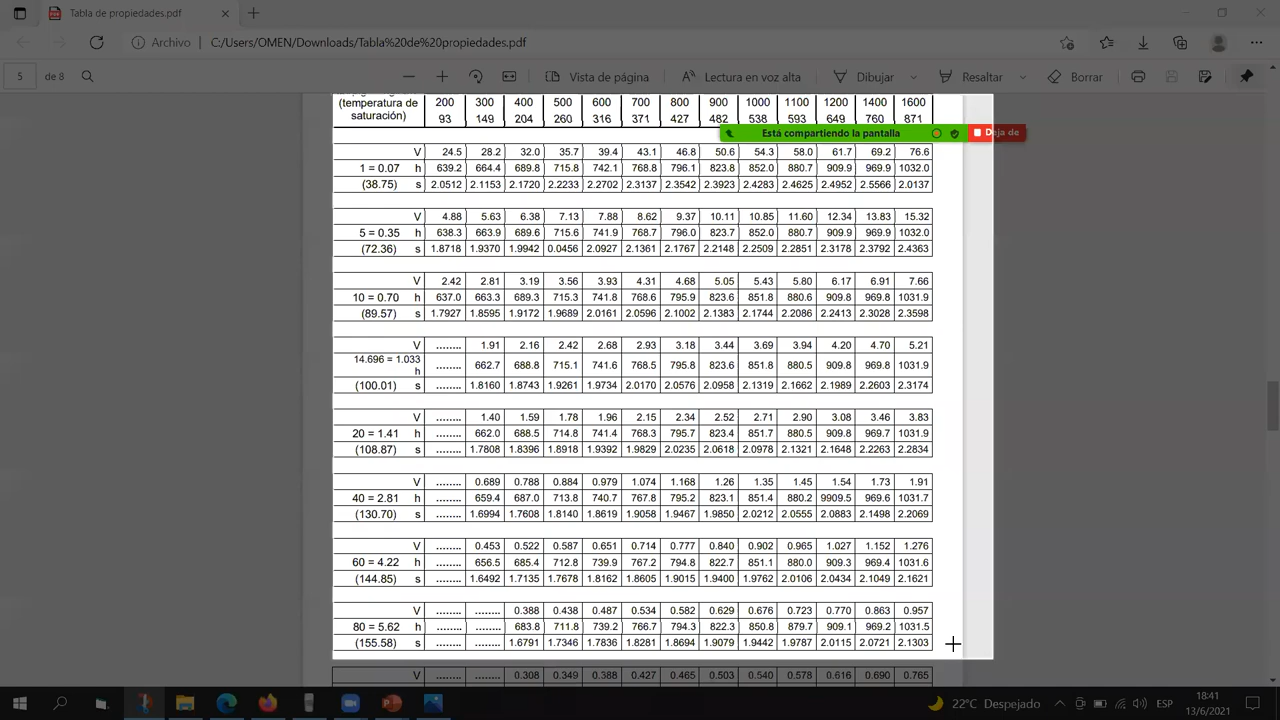 Tabla de propiedades.pdf
Archivo C:/Users/OMEN/Downloads/Tabla%20de%20propiedades.pdf
5 de 8 Vista de página Lectura en voz alta Dibujar Resaltar Borrar
(temperatura de saturación) 200 300 400 500 600 700 800 900 1000 1100 1200 1400 1600
93 149 204 260 316 371 427 482 538 593 649 760 871
Está compartiendo la pantalla Deja de
V 24.5 28.2 32.0 35.7 39.4 43.1 46.8 50.6 54.3 58.0 61.7 69.2 76.6
1 = 0.07 h 639.2 664.4 689.8 715.8 742.1 768.8 796.1 823.8 852.0 880.7 909.9 969.9 1032.0
(38.75) s 2.0512 2.1153 2.1720 2.2233 2.2702 2.3137 2.3542 2.3923 2.4283 2.4625 2.4952 2.5566 2.0137
V 4.88 5.63 6.38 7.13 7.88 8.62 9.37 10.11 10.85 11.60 12.34 13.83 15.32
5 = 0.35 h 638.3 663.9 689.6 715.6 741.9 768.7 796.0 823.7 852.0 880.7 909.9 969.9 1032.0
(72.36) s 1.8718 1.9370 1.9942 0.0456 2.0927 2.1361 2.1767 2.2148 2.2509 2.2851 2.3178 2.3792 2.4363
V 2.42 2.81 3.19 3.56 3.93 4.31 4.68 5.05 5.43 5.80 6.17 6.91 7.66
10 = 0.70 h 637.0 663.3 689.3 715.3 741.8 768.6 795.9 823.6 851.8 880.6 909.8 969.8 1031.9
(89.57) s 1.7927 1.8595 1.9172 1.9689 2.0161 2.0596 2.1002 2.1383 2.1744 2.2086 2.2413 2.3028 2.3598
V ........ 1.91 2.16 2.42 2.68 2.93 3.18 3.44 3.69 3.94 4.20 4.70 5.21
14.696 = 1.033 h ........ 662.7 688.8 715.1 741.6 768.5 795.8 823.6 851.8 880.5 909.8 969.8 1031.9
(100.01) s ........ 1.8160 1.8743 1.9261 1.9734 2.0170 2.0576 2.0958 2.1319 2.1662 2.1989 2.2603 2.3174
V ........ 1.40 1.59 1.78 1.96 2.15 2.34 2.52 2.71 2.90 3.08 3.46 3.83
20 = 1.41 h ........ 662.0 688.5 714.8 741.4 768.3 795.7 823.4 851.7 880.5 909.8 969.7 1031.9
(108.87) s ........ 1.7808 1.8396 1.8918 1.9392 1.9829 2.0235 2.0618 2.0978 2.1321 2.1648 2.2263 2.2834
V ........ 0.689 0.788 0.884 0.979 1.074 1.168 1.26 1.35 1.45 1.54 1.73 1.91
40 = 2.81 h ........ 659.4 687.0 713.8 740.7 767.8 795.2 823.1 851.4 880.2 9909.5 969.6 1031.7
(130.70) s ........ 1.6994 1.7608 1.8140 1.8619 1.9058 1.9467 1.9850 2.0212 2.0555 2.0883 2.1498 2.2069
V ........ 0.453 0.522 0.587 0.651 0.714 0.777 0.840 0.902 0.965 1.027 1.152 1.276
60 = 4.22 h ........ 656.5 685.4 712.8 739.9 767.2 794.8 822.7 851.1 880.0 909.3 969.4 1031.6
(144.85) s ........ 1.6492 1.7135 1.7678 1.8162 1.8605 1.9015 1.9400 1.9762 2.0106 2.0434 2.1049 2.1621
V ........ ........ 0.388 0.438 0.487 0.534 0.582 0.629 0.676 0.723 0.770 0.863 0.957
80 = 5.62 h ........ ........ 683.8 711.8 739.2 766.7 794.3 822.3 850.8 879.7 909.1 969.2 1031.5
(155.58) s ........ ........ 1.6791 1.7346 1.7836 1.8281 1.8694 1.9079 1.9442 1.9787 2.0115 2.0721 2.1303
V ........ ........ 0.308 0.349 0.388 0.427 0.465 0.503 0.540 0.578 0.616 0.690 0.765
22°C Despejado ESP 18:41
13/6/2021